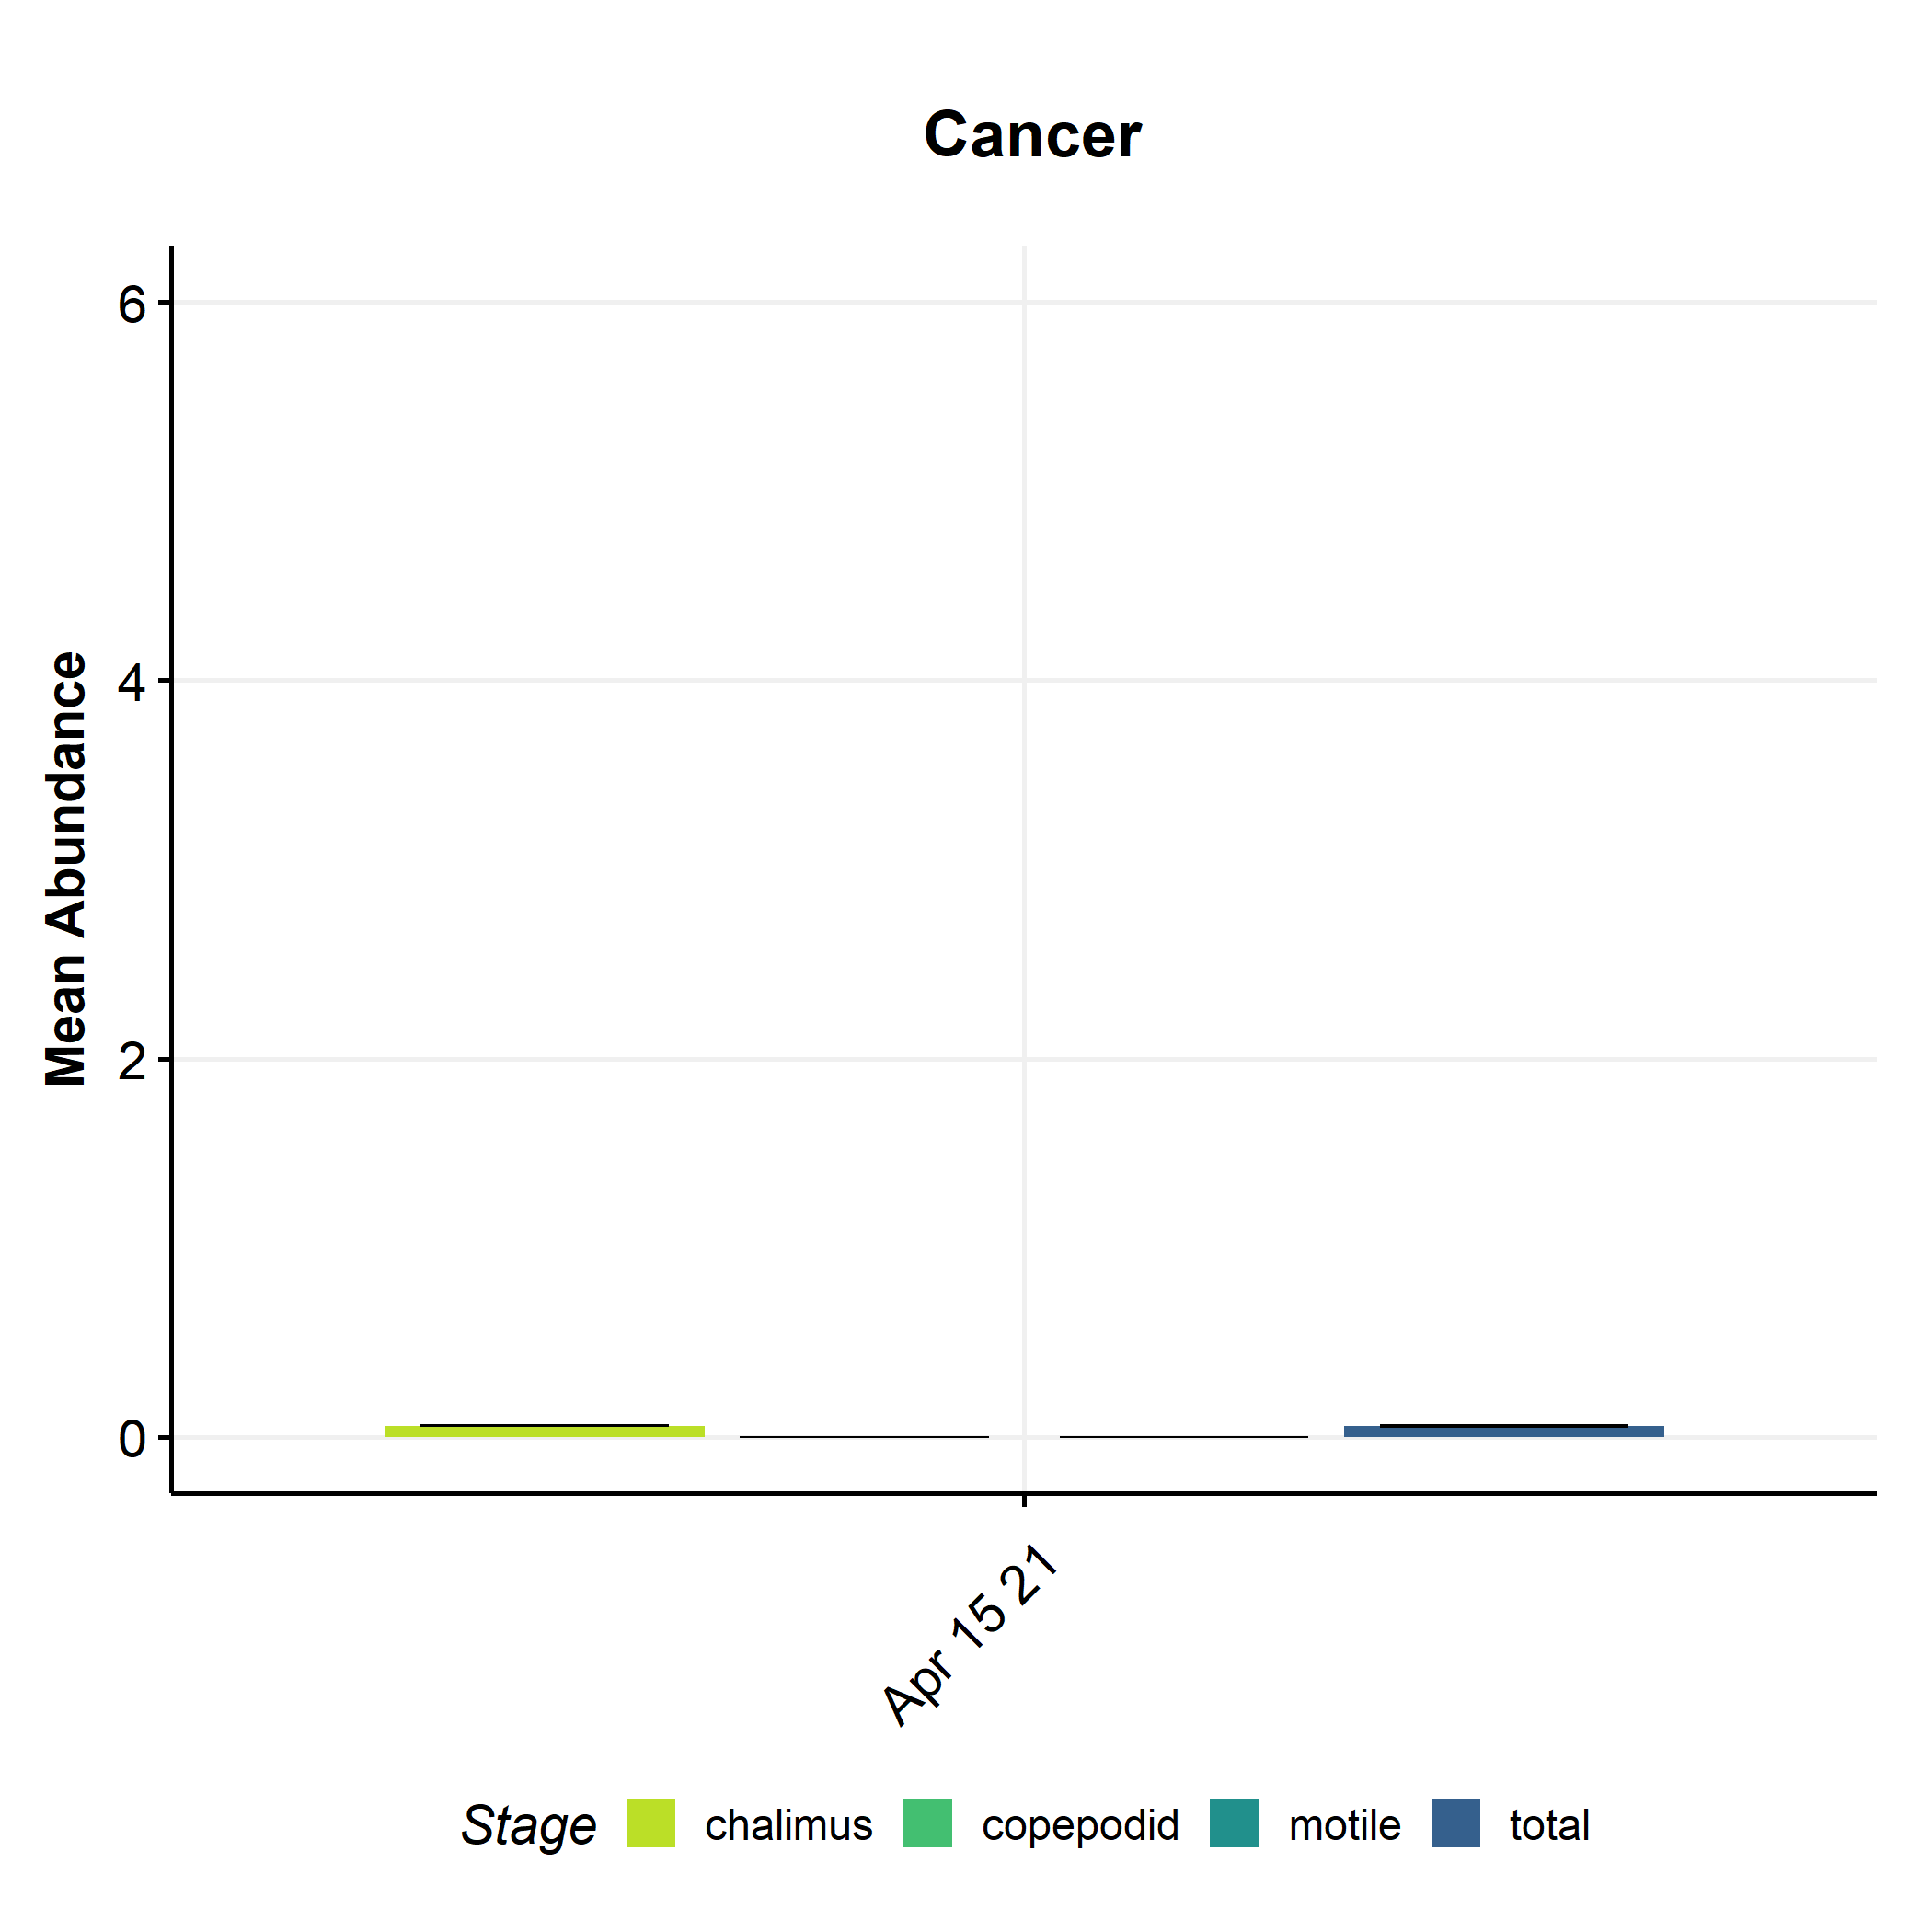 Cancer
Mean Abundance
6
4
2
0
Apr 15 21
Stage chalimus copepodid motile total